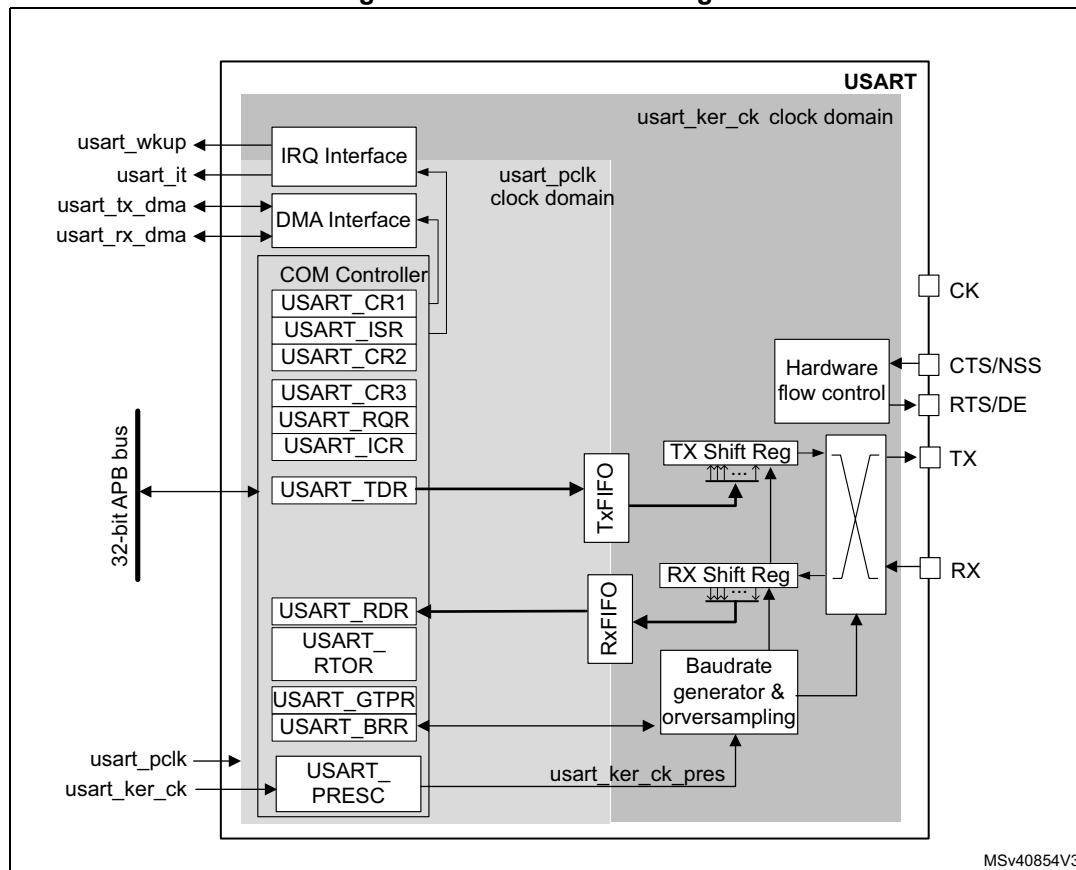 USART
usart_ker_ck clock domain
usart_wkup
IRQ Interface
usart_it
usart_pclk
clock domain
usart_tx_dma
DMA Interface
usart_rx_dma
COM Controller
USART_CR1
USART_ISR
USART_CR2
USART_CR3
USART_RQR
USART_ICR
USART_TDR
32-bit APB bus
TxFIFO
TX Shift Reg
...
Hardware
flow control
CK
CTS/NSS
RTS/DE
TX
RX
RX Shift Reg
...
RxFIFO
USART_RDR
USART_
RTOR
USART_GTPR
USART_BRR
Baudrate
generator &
orversampling
usart_pclk
usart_ker_ck
USART_
PRESC
usart_ker_ck_pres
MSv40854V3